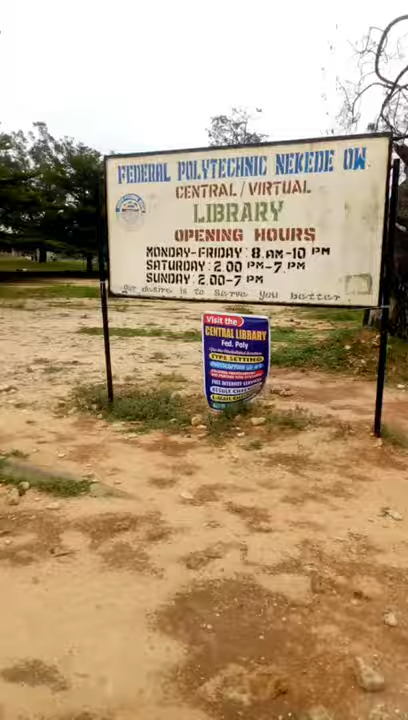 FEDERAL POLYTECHNIC NEKEDE OW
CENTRAL/VIRTUAL
LIBRARY
OPENING HOURS
MONDAY-FRIDAY: 8.AM-10 PM
SATURDAY: 2.00 PM-7 PM
SUNDAY: 2.00-7 PM
Our desire is to serve you better
Visit the
CENTRAL LIBRARY
Fed. Poly
TYPE SETTING
FREE INTERNET